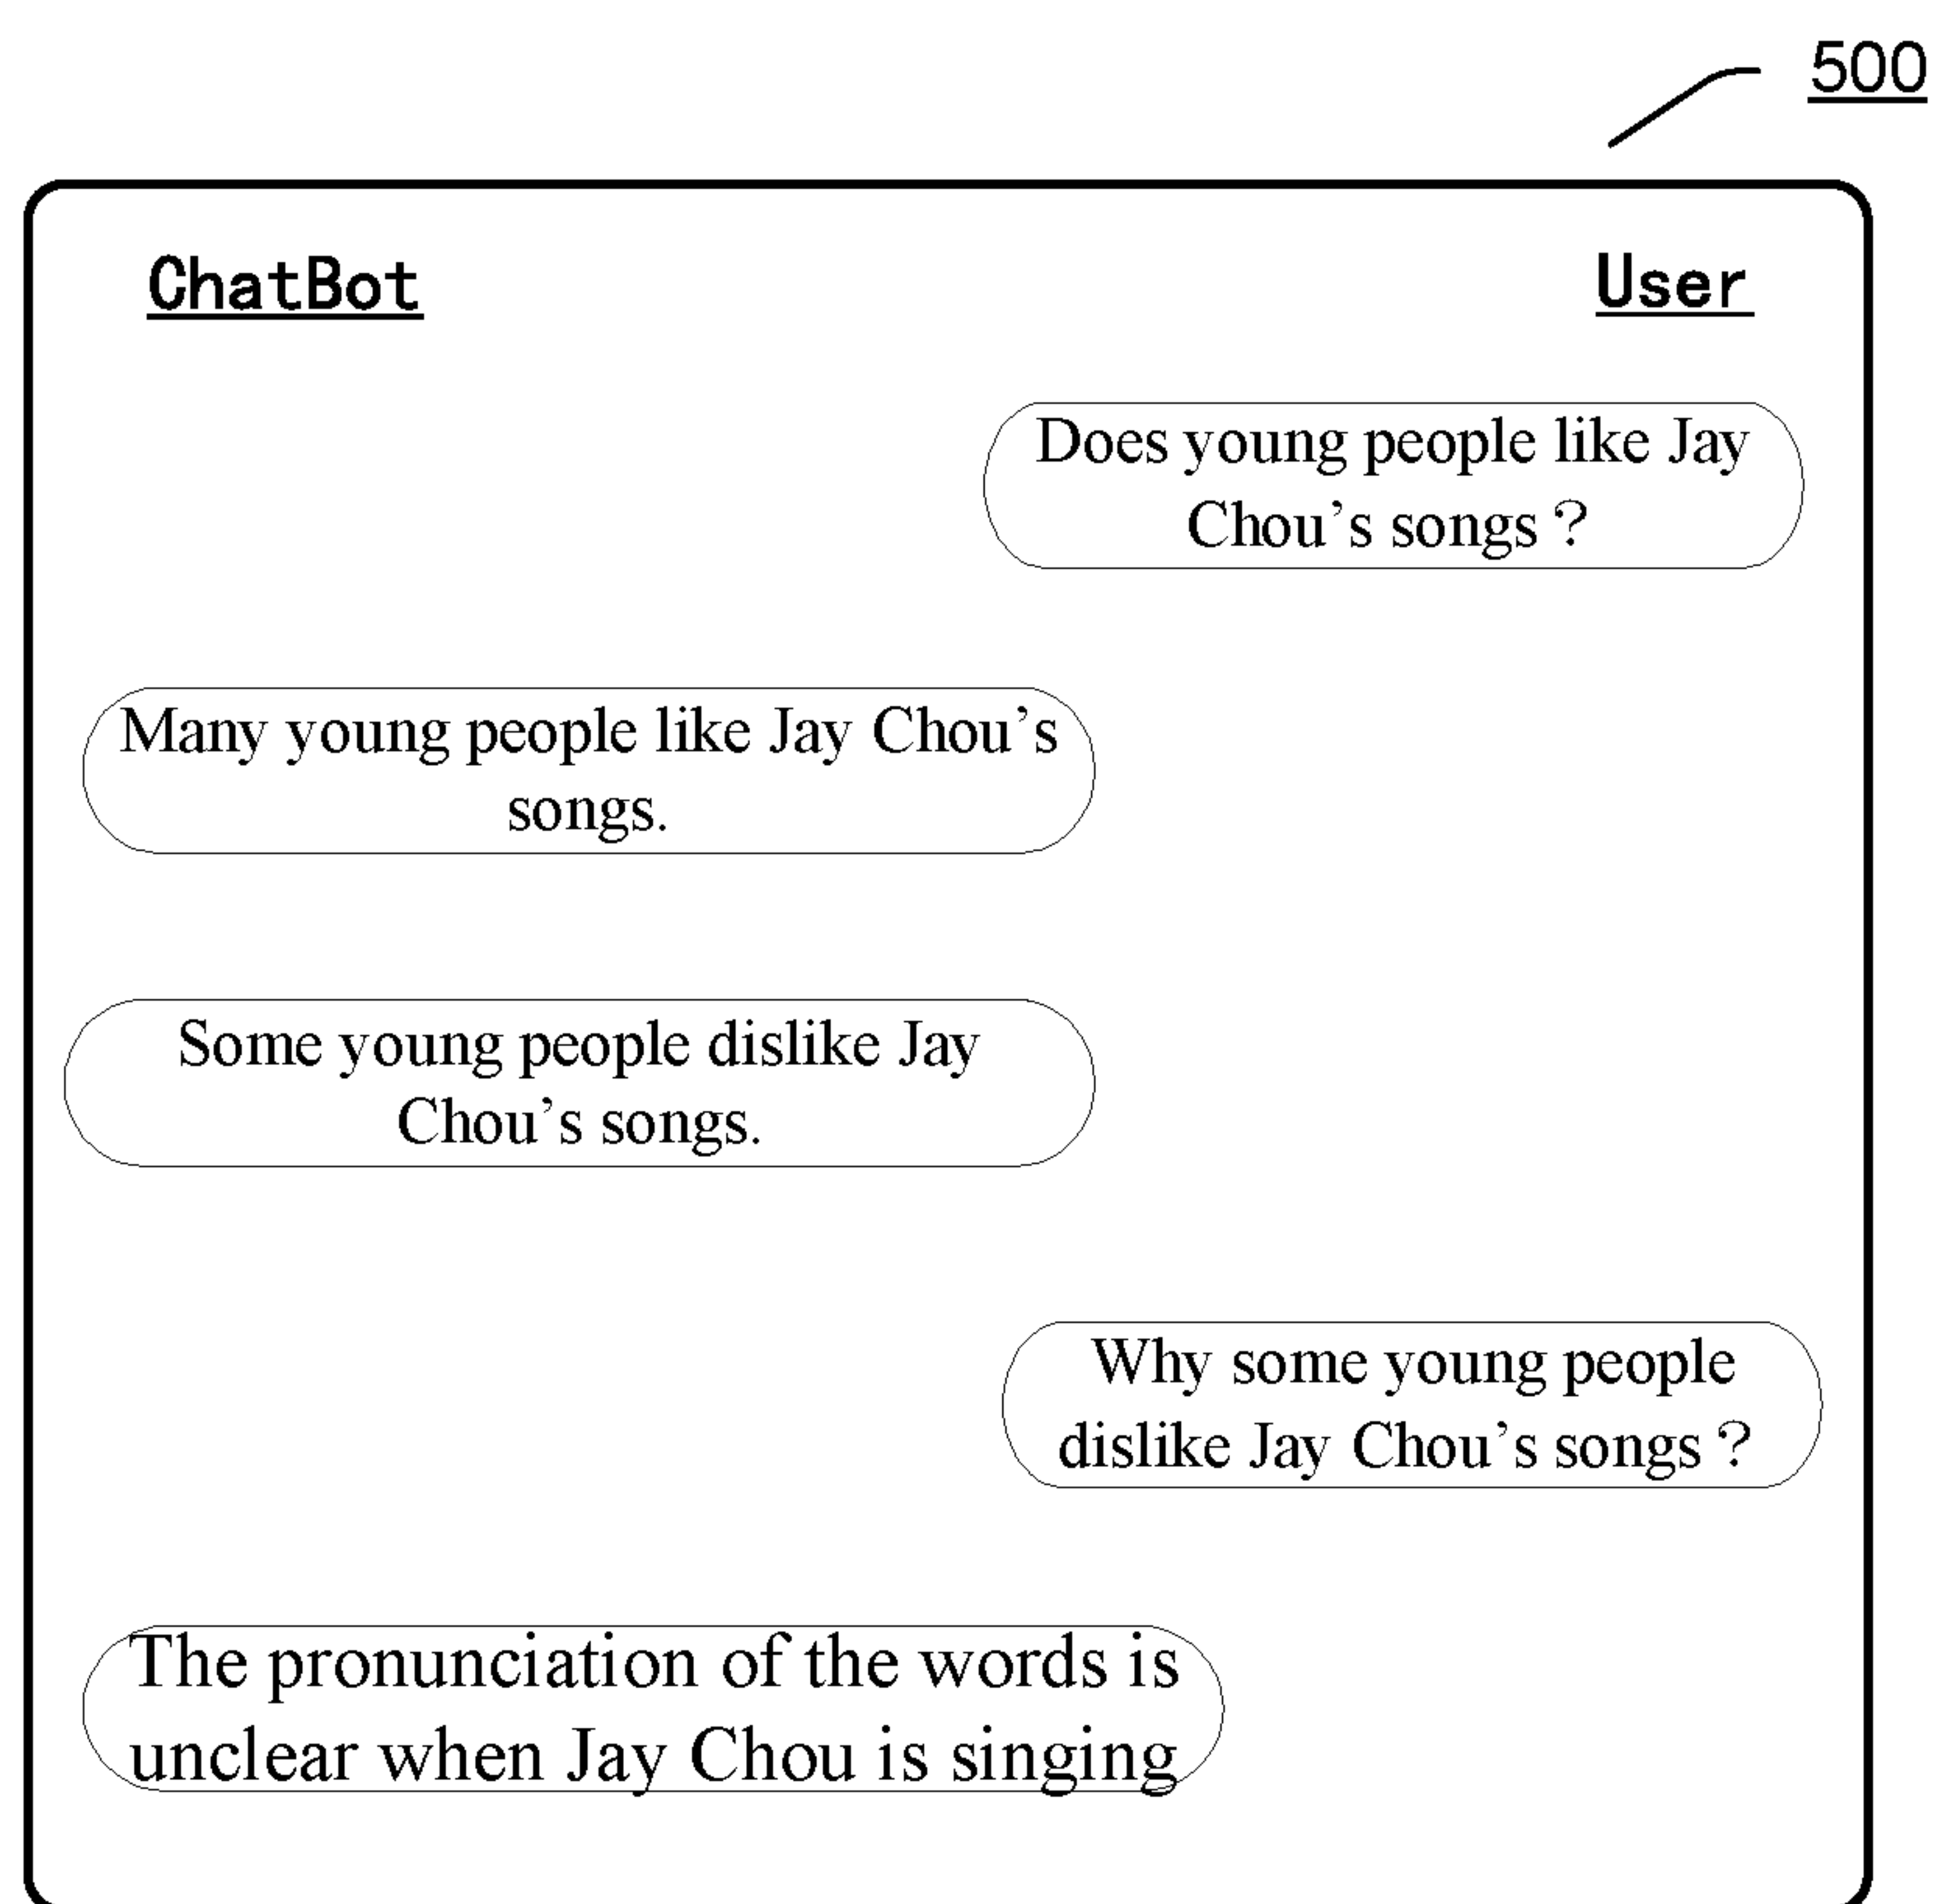 500
ChatBot
User
Does young people like Jay
Chou’s songs ?
Many young people like Jay Chou’s
songs.
Some young people dislike Jay
Chou’s songs.
Why some young people
dislike Jay Chou’s songs ?
The pronunciation of the words is
unclear when Jay Chou is singing